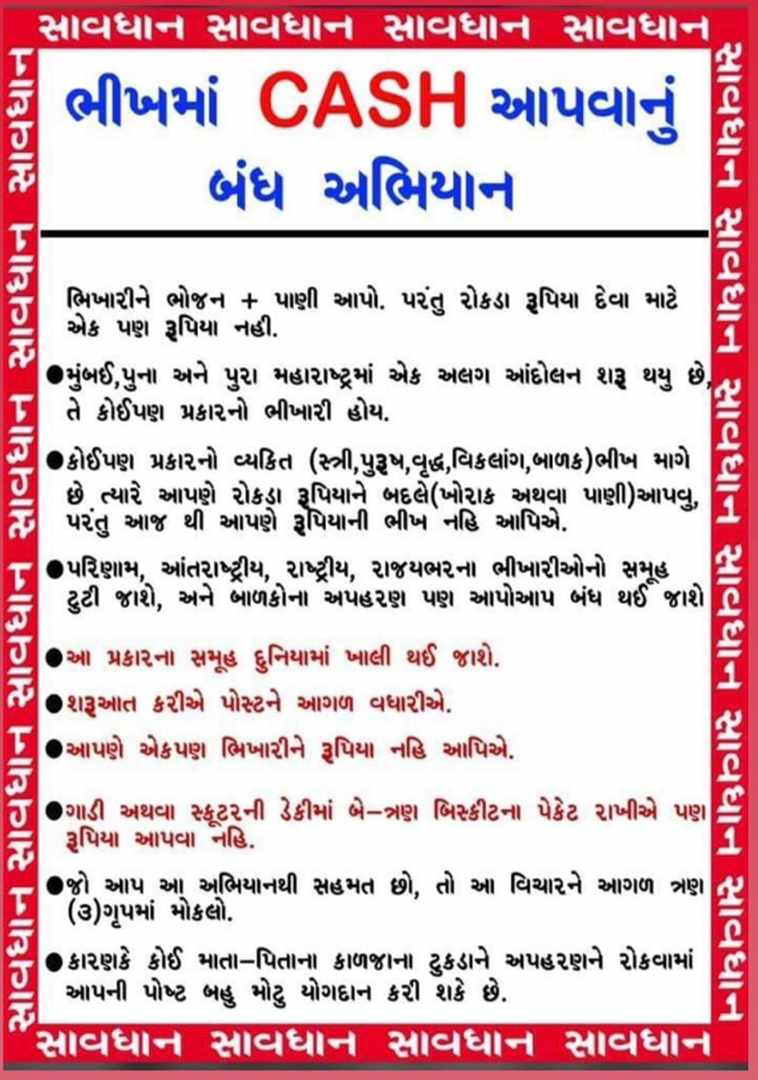 સાવધાન સાવધાન સાવધાન સાવધાન
ભીખમાં CASH આપવાનું
બંધ અભિયાન
ભિખારીને ભોજન + પાણી આપો. પરંતુ રોકડા રૂપિયા દેવા માટે
એક પણ રૂપિયા નહી.
●મુંબઈ,પુના અને પુરા મહારાષ્ટ્રમાં એક અલગ આંદોલન શરૂ થયુ છે,
તે કોઈપણ પ્રકારનો ભીખારી હોય.
●કોઈપણ પ્રકારનો વ્યકિત (સ્ત્રી,પુરૂષ,વૃદ્ધ,વિકલાંગ,બાળક)ભીખ માગે
છે ત્યારે આપણે રોકડા રૂપિયાને બદલે(ખોરાક અથવા પાણી)આપવુ,
પરંતુ આજ થી આપણે રૂપિયાની ભીખ નહિ આપિએ.
●પરિણામ, આંતરાષ્ટ્રીય, રાષ્ટ્રીય, રાજયભરના ભીખારીઓનો સમૂહ
ટુટી જાશે, અને બાળકોના અપહરણ પણ આપોઆપ બંધ થઈ જાશે
●આ પ્રકારના સમૂહ દુનિયામાં ખાલી થઈ જાશે.
●શરૂઆત કરીએ પોસ્ટને આગળ વધારીએ.
●આપણે એકપણ ભિખારીને રૂપિયા નહિ આપિએ.
●ગાડી અથવા સ્કૂટરની ડેકીમાં બે–ત્રણ બિસ્કીટના પેકેટ રાખીએ પણ
રૂપિયા આપવા નહિ.
●જો આપ આ અભિયાનથી સહમત છો, તો આ વિચારને આગળ ત્રણ
(૩)ગૃપમાં મોકલો.
●કારણકે કોઈ માતા–પિતાના કાળજાના ટુકડાને અપહરણને રોકવામાં
આપની પોષ્ટ બહુ મોટુ યોગદાન કરી શકે છે.
સાવધાન સાવધાન સાવધાન સાવધાન
સાવધાન સાવધાન સાવધાન સાવધાન સાવધાન સાવધાન
સાવધાન સાવધાન સાવધાન સાવધાન સાવધાન સાવધાન